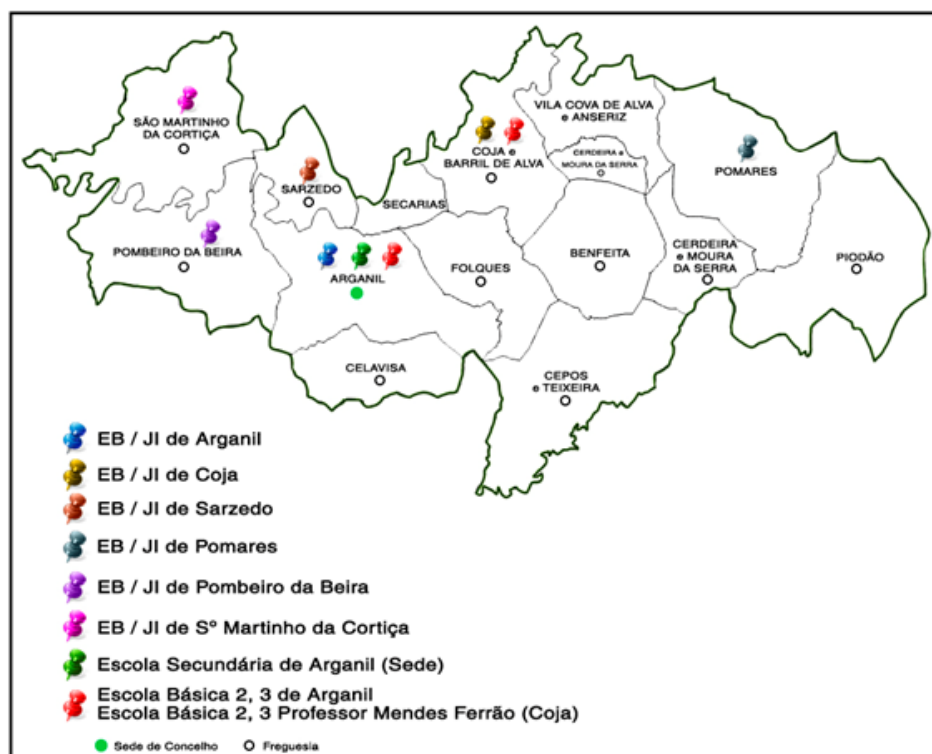 SÃO MARTINHO
DA CORTIÇA
SARZEDO
POMBEIRO DA BEIRA
ARGANIL
SECARIAS
COJA e
BARRIL DE ALVA
VILA COVA DE ALVA
e ANSERIZ
CERDEIRA e
MOURA DA SERRA
POMARES
FOLQUES
BENFEITA
CERDEIRA
e MOURA
DA SERRA
PIODÃO
CELAVISA
CEPOS
e TEIXEIRA
EB / JI de Arganil
EB / JI de Coja
EB / JI de Sarzedo
EB / JI de Pomares
EB / JI de Pombeiro da Beira
EB / JI de Sº Martinho da Cortiça
Escola Secundária de Arganil (Sede)
Escola Básica 2, 3 de Arganil
Escola Básica 2, 3 Professor Mendes Ferrão (Coja)
Sede de Concelho
Freguesia